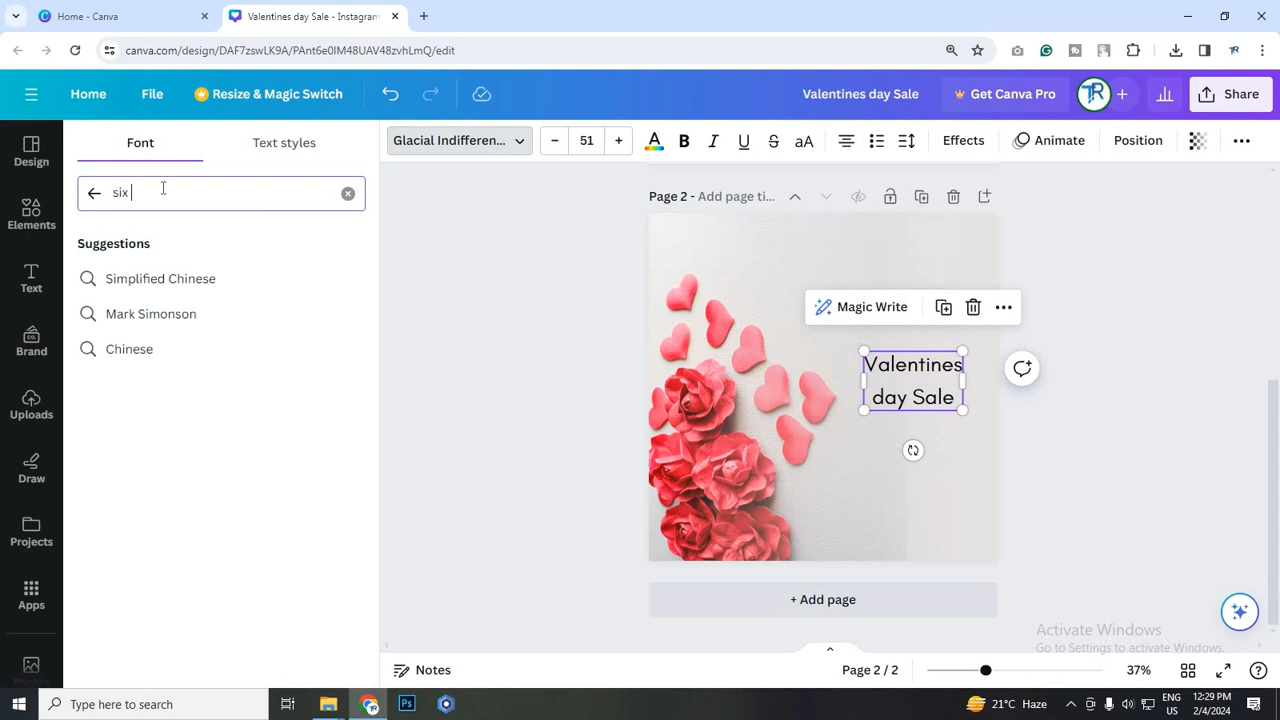 Home - Canva
Valentines day Sale - Instagram
canva.com/design/DAF7zswLK9A/PAnt6e0IM48UAV48zvhLmQ/edit
Home
File
Resize & Magic Switch
Valentines day Sale
TR
Get Canva Pro
Share
Design
Elements
Text
Brand
Uploads
Draw
Projects
Apps
Font
Text styles
six
Suggestions
Simplified Chinese
Mark Simonson
Chinese
Glacial Indifferen...
51
A
B
I
U
S
aA
Effects
Animate
Position
Page 2 - Add page ti...
Magic Write
Valentines
day Sale
+ Add page
Activate Windows
Go to Settings to activate Windows.
Notes
Page 2 / 2
37%
Type here to search
Ps
21°C Haze
ENG
US
12:29 PM
2/4/2024